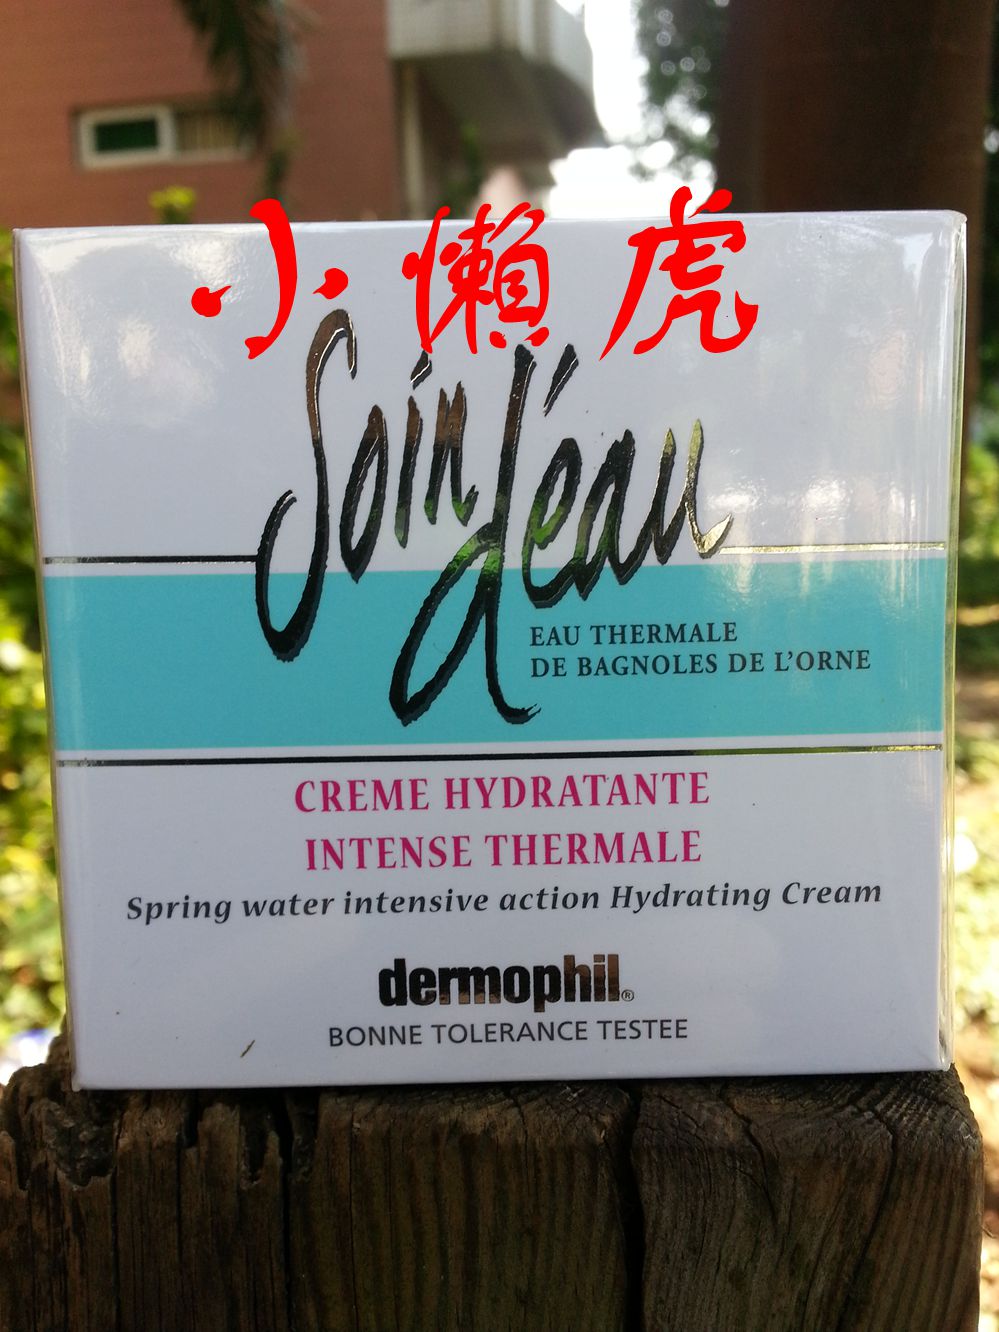 小懶虎
Soin d'eau
EAU THERMALE
DE BAGNOLES DE L'ORNE
CREME HYDRATANTE
INTENSE THERMALE
Spring water intensive action Hydrating Cream
dermophil®
BONNE TOLERANCE TESTEE